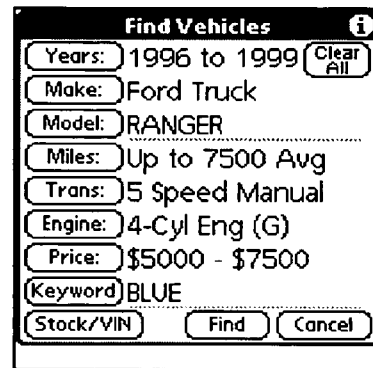 Find Vehicles i
Years: 1996 to 1999 Clear All
Make: Ford Truck
Model: RANGER
Miles: Up to 7500 Avg
Trans: 5 Speed Manual
Engine: 4-Cyl Eng (G)
Price: $5000 - $7500
Keyword BLUE
Stock/VIN Find Cancel